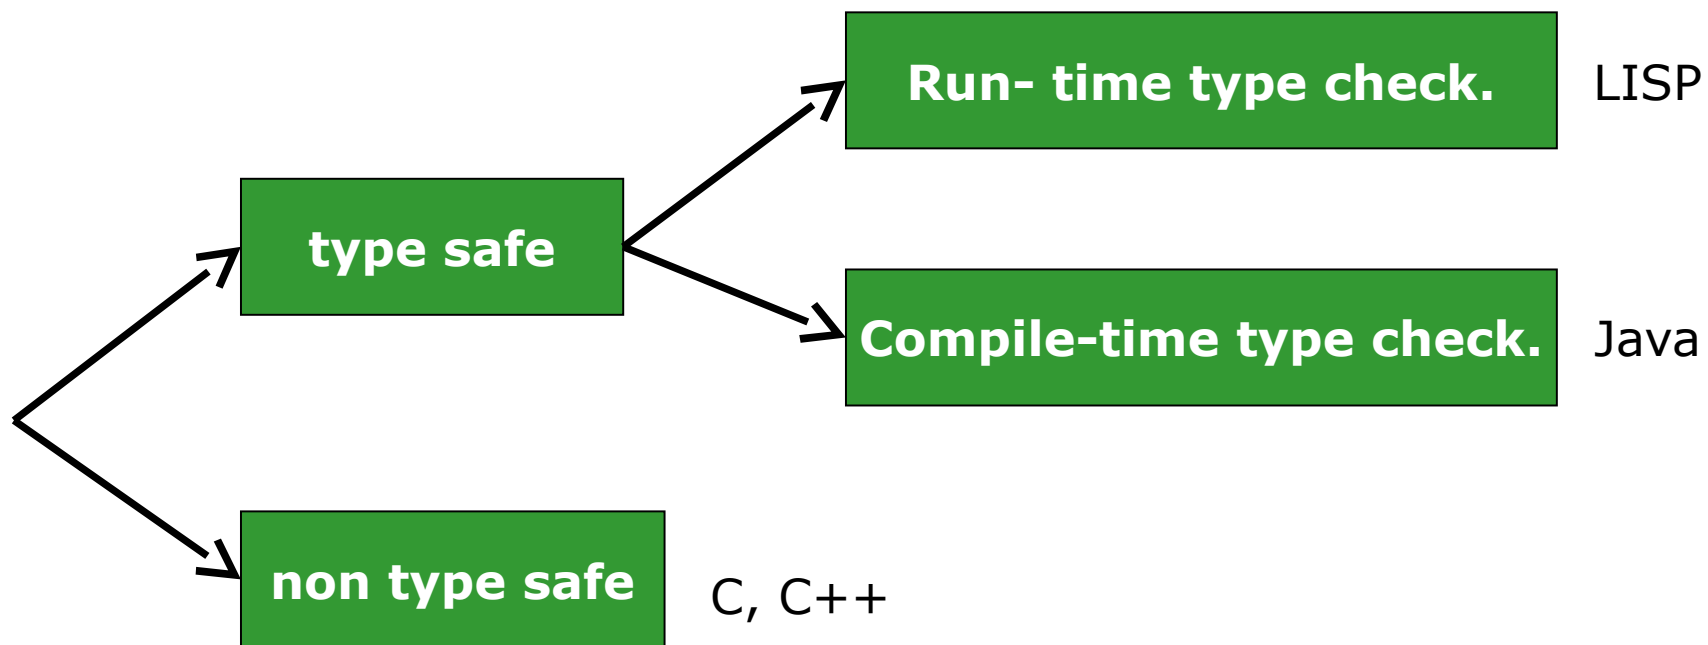 Run- time type check.
LISP
type safe
Compile-time type check.
Java
non type safe
C, C++